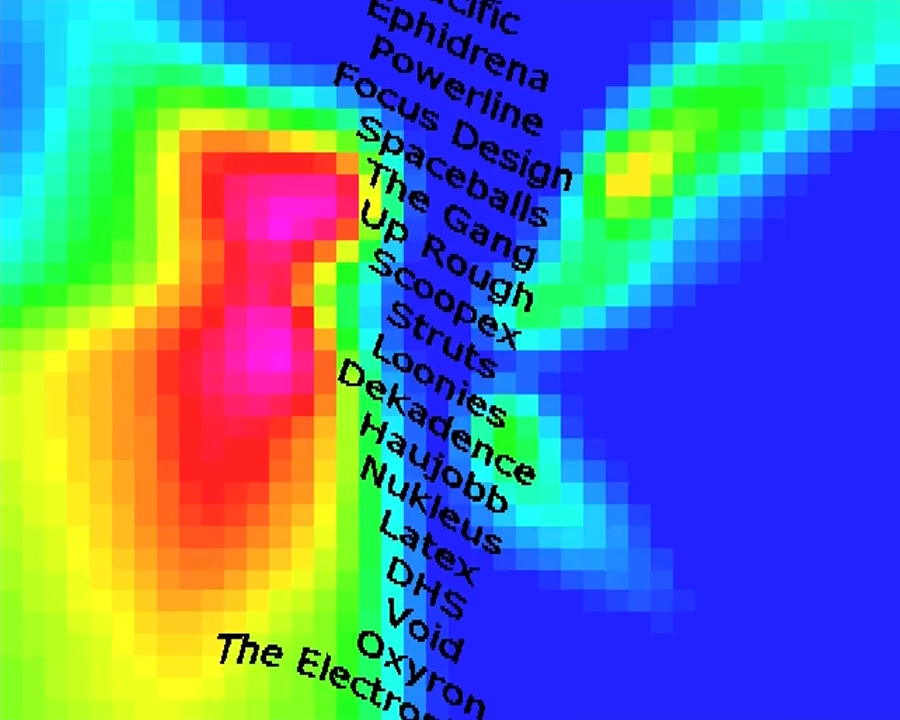 Ephidrena
Powerline
Focus Design
Spaceballs
The Gang
Up Rough
Scoopex
Struts
Loonies
Dekadence
Haujobb
Nukleus
Latex
DHS
Void
Oxyron
The